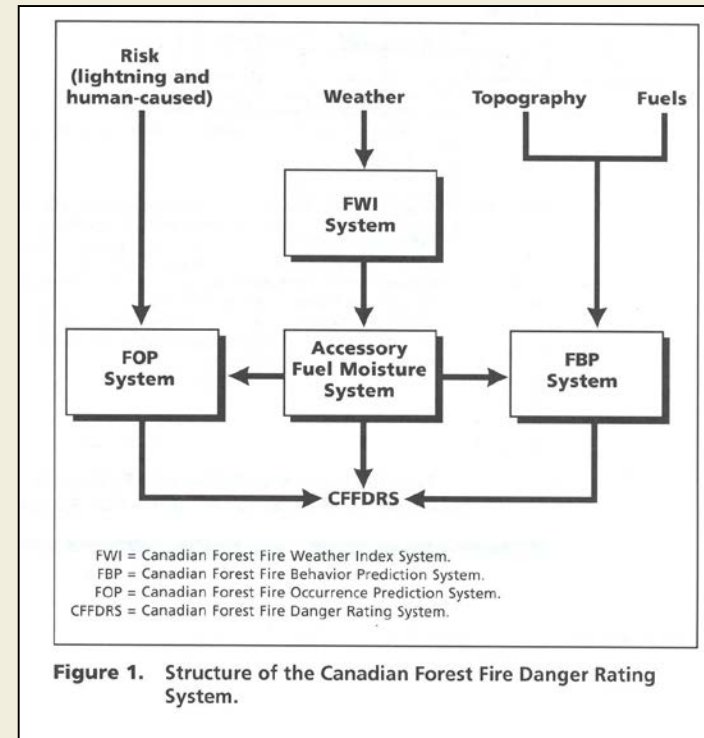 Risk
(lightning and
human-caused)
Weather
Topography
Fuels
FWI
System
FOP
System
Accessory
Fuel Moisture
System
FBP
System
CFFDRS
FWI = Canadian Forest Fire Weather Index System.
FBP = Canadian Forest Fire Behavior Prediction System.
FOP = Canadian Forest Fire Occurrence Prediction System.
CFFDRS = Canadian Forest Fire Danger Rating System.
Figure 1. Structure of the Canadian Forest Fire Danger Rating
System.